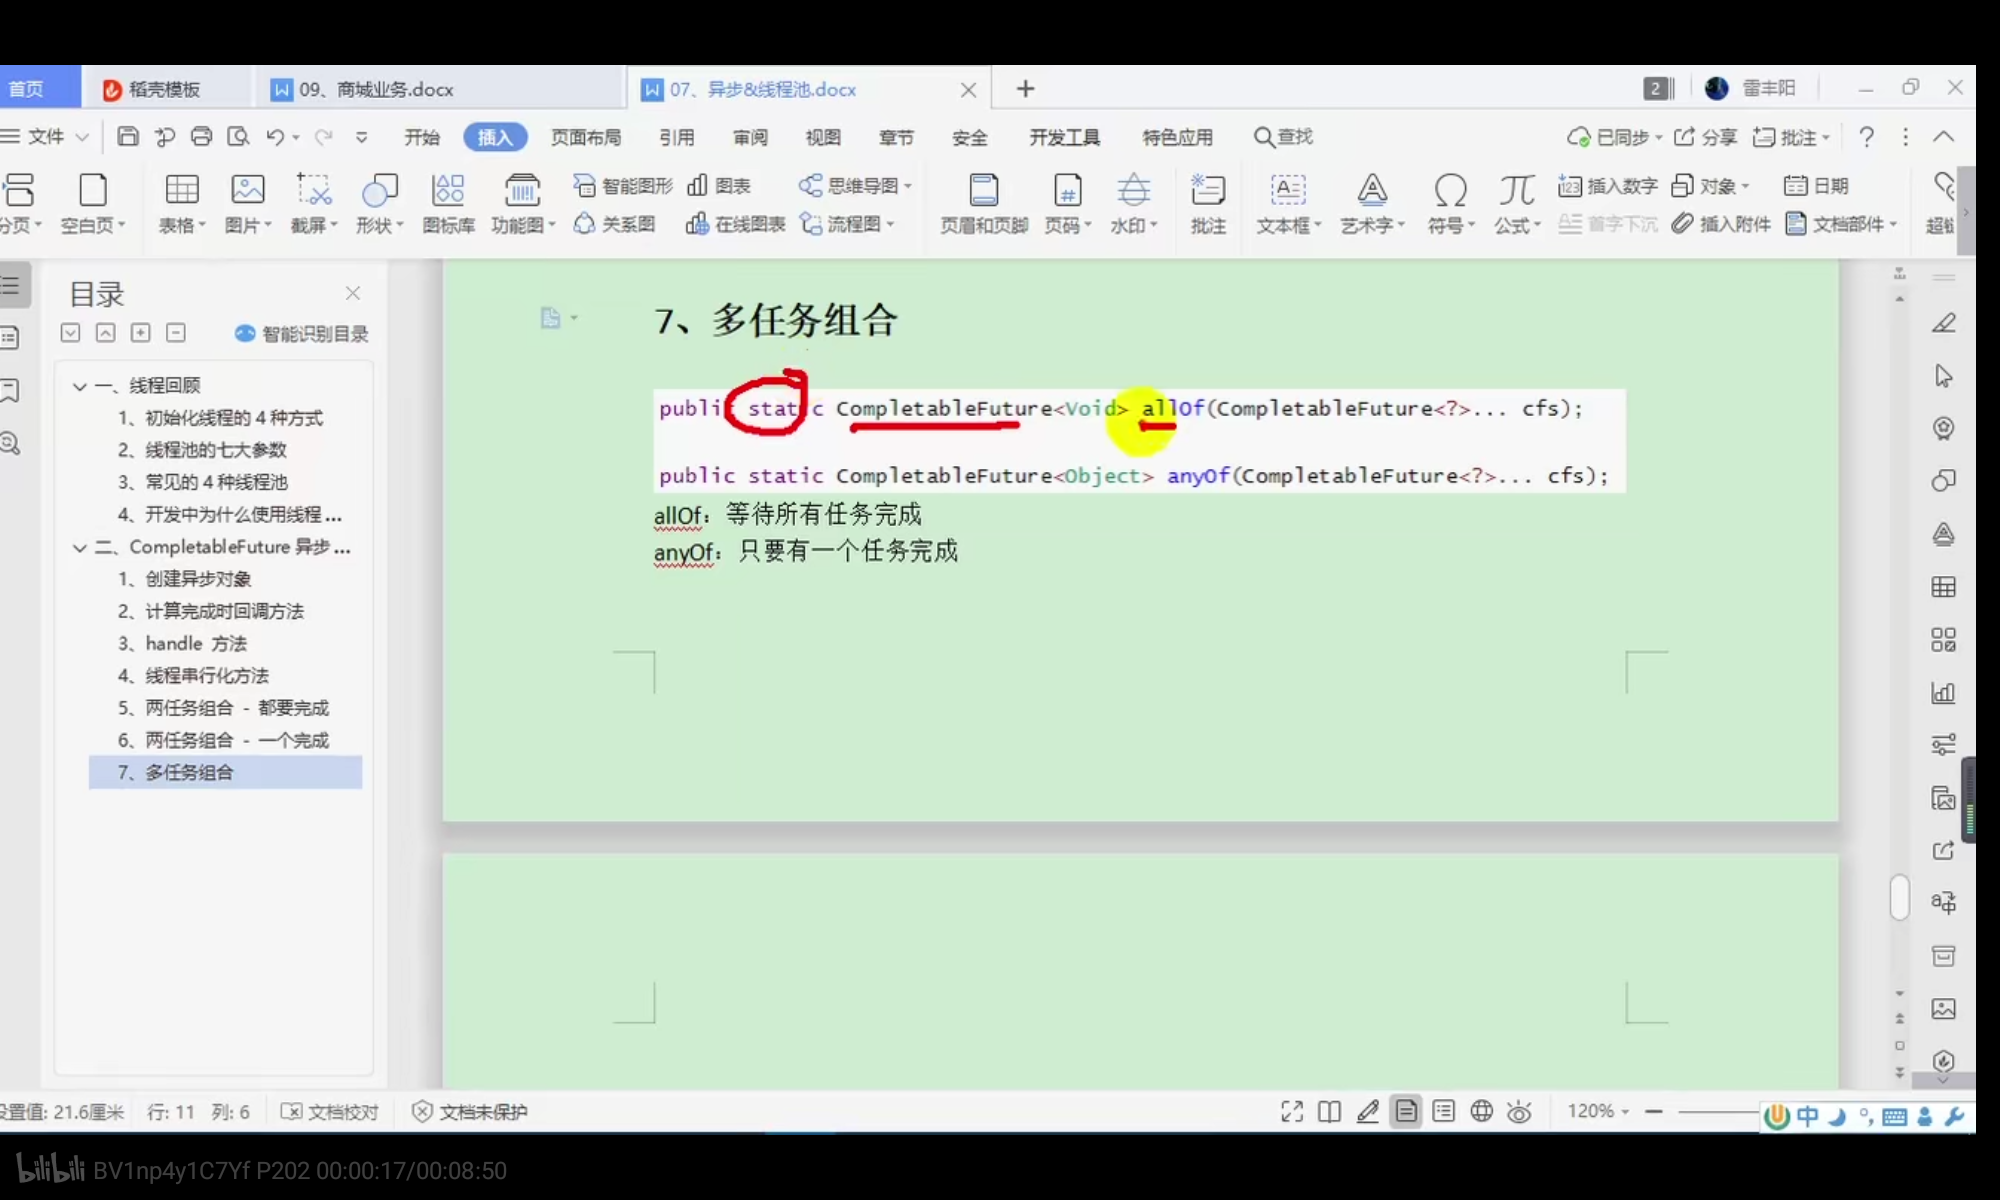 首页
稻壳模板
09、商城业务.docx
07、异步&线程池.docx
2
雷丰阳
文件
开始
插入
页面布局
引用
审阅
视图
章节
安全
开发工具
特色应用
查找
已同步
分享
批注
分页
空白页
表格
图片
截屏
形状
图标库
功能图
智能图形
关系图
图表
在线图表
思维导图
流程图
页眉和页脚
页码
水印
批注
文本框
艺术字
符号
公式
插入数字
首字下沉
对象
插入附件
日期
文档部件
目录
智能识别目录
一、线程回顾
1、初始化线程的 4 种方式
2、线程池的七大参数
3、常见的 4 种线程池
4、开发中为什么使用线程...
二、CompletableFuture 异步...
1、创建异步对象
2、计算完成时回调方法
3、handle 方法
4、线程串行化方法
5、两任务组合 - 都要完成
6、两任务组合 - 一个完成
7、多任务组合
7、多任务组合
public static CompletableFuture<Void> allOf(CompletableFuture<?>... cfs);
public static CompletableFuture<Object> anyOf(CompletableFuture<?>... cfs);
allOf：等待所有任务完成
anyOf：只要有一个任务完成
设置值: 21.6厘米
行: 11
列: 6
文档校对
文档未保护
120%
中
bilibili BV1np4y1C7Yf P202 00:00:17/00:08:50